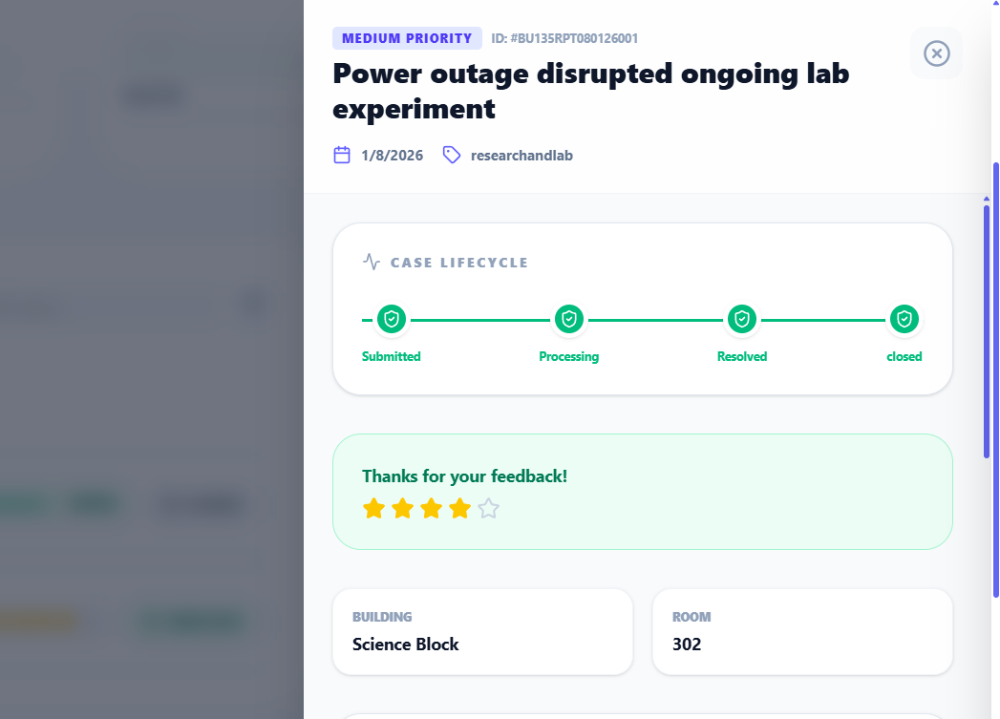 MEDIUM PRIORITY ID: #BU135RPT080126001
Power outage disrupted ongoing lab
experiment
1/8/2026 researchandlab
CASE LIFECYCLE
Submitted Processing Resolved closed
Thanks for your feedback!
BUILDING ROOM
Science Block 302